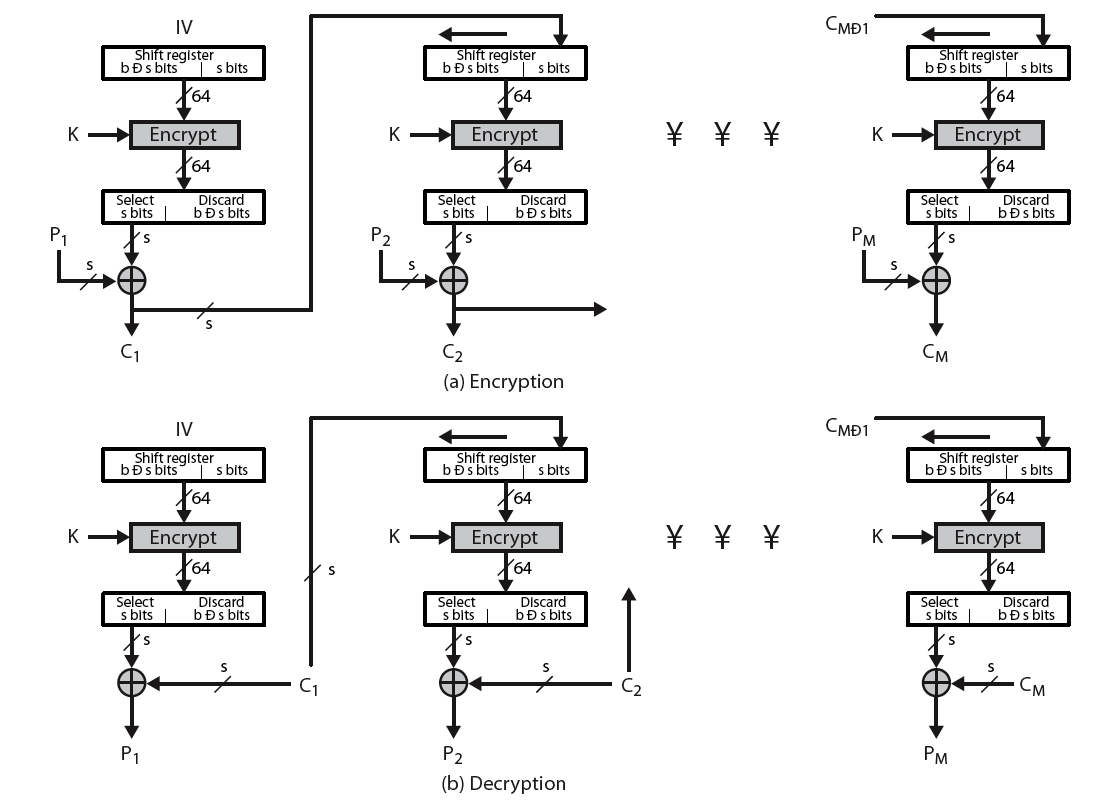 IV
C1
Shift register
b Ð s bits | s bits
Shift register
b Ð s bits | s bits
CMÐ1
Shift register
b Ð s bits | s bits
64
64
64
K
Encrypt
K
Encrypt
¥ ¥ ¥
K
Encrypt
64
64
64
Select Discard
s bits | b Ð s bits
Select Discard
s bits | b Ð s bits
Select Discard
s bits | b Ð s bits
P1
s
s
P2
s
s
PM
s
s
s
C1
C2
CM
(a) Encryption
IV
CMÐ1
Shift register
b Ð s bits | s bits
Shift register
b Ð s bits | s bits
Shift register
b Ð s bits | s bits
64
64
64
K
Encrypt
K
Encrypt
¥ ¥ ¥
K
Encrypt
64
s
64
64
Select Discard
s bits | b Ð s bits
Select Discard
s bits | b Ð s bits
Select Discard
s bits | b Ð s bits
s
s
s
s
C1
s
C2
s
CM
P1
P2
PM
(b) Decryption